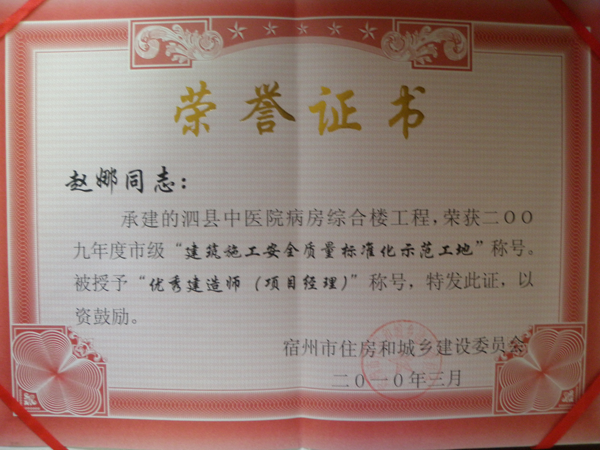 荣誉证书
赵娜同志：
承建的泗县中医院病房综合楼工程，荣获二○○
九年度市级“建筑施工安全质量标准化示范工地”称号。
被授予“优秀建造师（项目经理）”称号，特发此证，以
资鼓励。
宿州市住房和城乡建设委员会
二○一○年三月